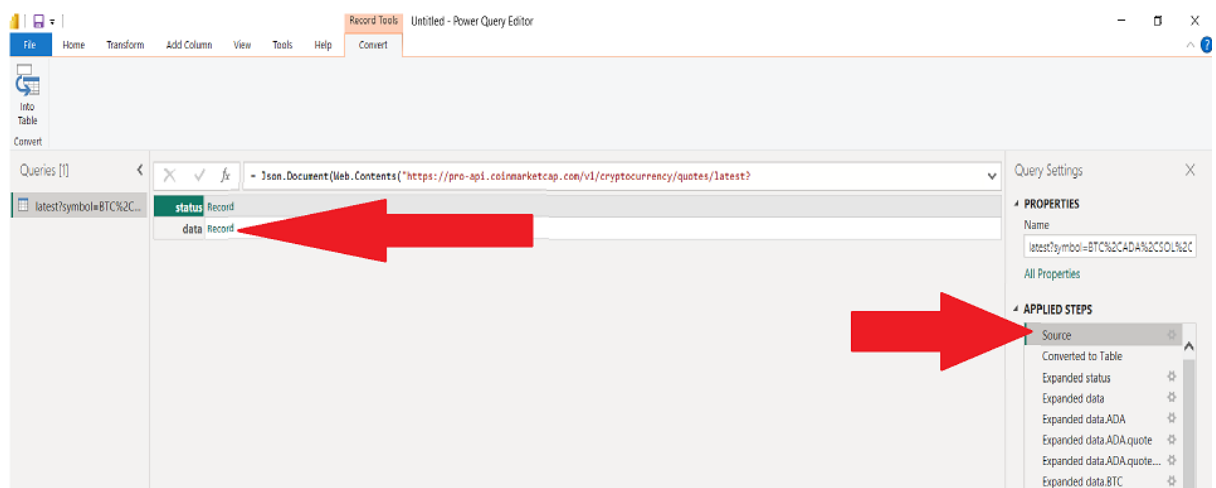 Record Tools Untitled - Power Query Editor
File Home Transform Add Column View Tools Help Convert
Into
Table
Convert
Queries [1]
fx = Json.Document(Web.Contents("https://pro-api.coinmarketcap.com/v1/cryptocurrency/quotes/latest?
Query Settings
latest?symbol=BTC%2C...
status Record
data Record
PROPERTIES
Name
latest?symbol=BTC%2CADA%2CSOL%2C
All Properties
APPLIED STEPS
Source
Converted to Table
Expanded status
Expanded data
Expanded data.ADA
Expanded data.ADA.quote
Expanded data.ADA.quote...
Expanded data.BTC